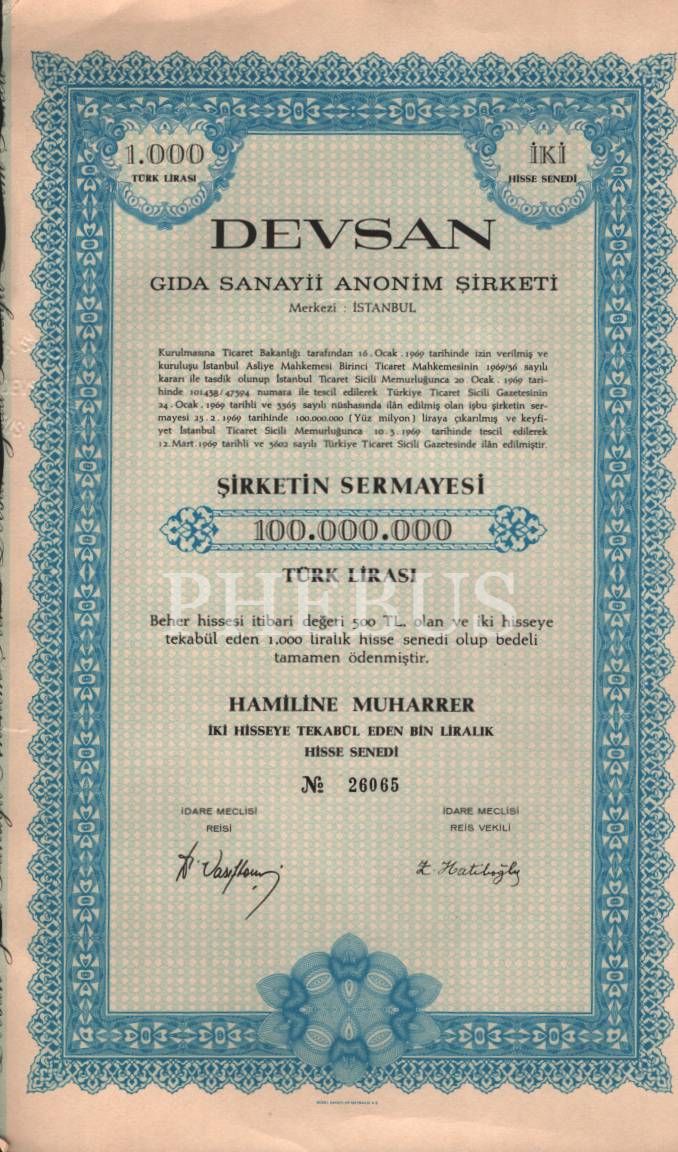 1.000
TÜRK LİRASI
İKİ
HİSSE SENEDİ
DEVSAN
GIDA SANAYİİ ANONİM ŞİRKETİ
Merkezi : İSTANBUL
Kurulmasına Ticaret Bakanlığı tarafından 16 . Ocak . 1969 tarihinde izin verilmiş ve
kuruluşu İstanbul Asliye Mahkemesi Birinci Ticaret Mahkemesinin 1969/36 sayılı
kararı ile tasdik olunup İstanbul Ticaret Sicili Memurluğunca 20 . Ocak . 1969 tari-
hinde 101438/47394 numara ile tescil edilerek Türkiye Ticaret Sicili Gazetesinin
24 . Ocak . 1969 tarihli ve 3365 sayılı nüshasında ilân edilmiş olan işbu şirketin ser-
mayesi 25 . 2 . 1969 tarihinde 100.000.000 (Yüz milyon) liraya çıkarılmış ve keyfi-
yet İstanbul Ticaret Sicili Memurluğunca 10 . 3 . 1969 tarihinde tescil edilerek
12 . Mart . 1969 tarihli ve 3602 sayılı Türkiye Ticaret Sicili Gazetesinde ilân edilmiştir.
ŞİRKETİN SERMAYESİ
100.000.000
TÜRK LİRASI
PHEBUS
Beher hissesi itibari değeri 500 TL. olan ve iki hisseye
tekabül eden 1.000 liralık hisse senedi olup bedeli
tamamen ödenmiştir.
HAMİLİNE MUHARRER
İKİ HİSSEYE TEKABÜL EDEN BİN LİRALIK
HİSSE SENEDİ
№ 26065
İDARE MECLİSİ
REİSİ
İDARE MECLİSİ
REİS VEKİLİ
Z. Hatiboğlu